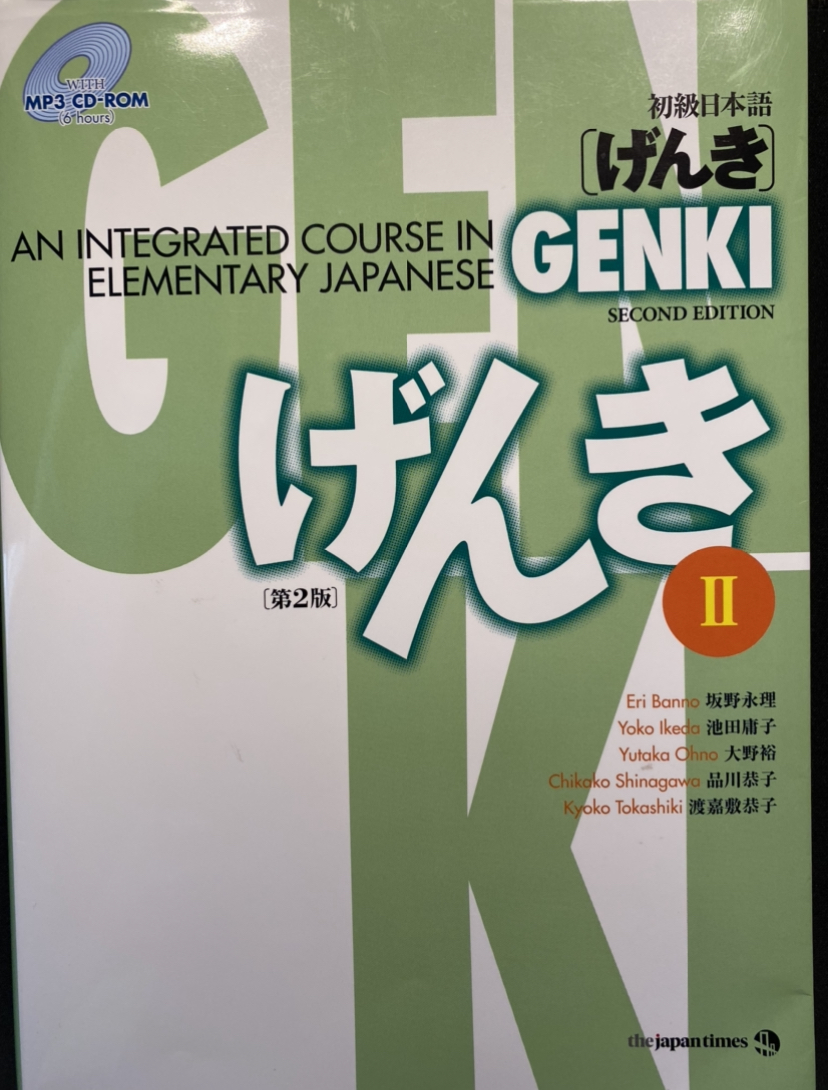 WITH
MP3 CD-ROM
(6 hours)
初級日本語
[げんき]
AN INTEGRATED COURSE IN
ELEMENTARY JAPANESE
GENKI
SECOND EDITION
げんき
II
[第2版]
Eri Banno 坂野永理
Yoko Ikeda 池田庸子
Yutaka Ohno 大野裕
Chikako Shinagawa 品川恭子
Kyoko Tokashiki 渡嘉敷恭子
the japan times
GENKI